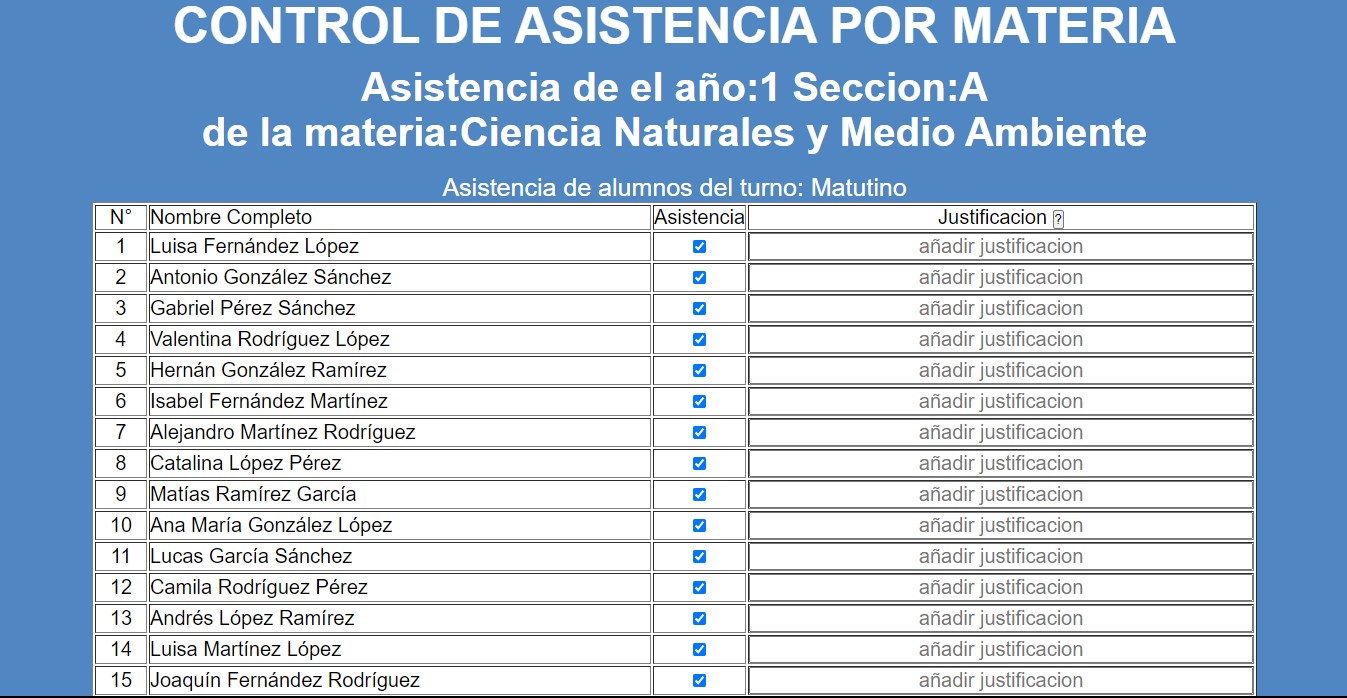 CONTROL DE ASISTENCIA POR MATERIA
Asistencia de el año:1 Seccion:A
de la materia:Ciencia Naturales y Medio Ambiente
Asistencia de alumnos del turno: Matutino
N° Nombre Completo Asistencia Justificacion ?
1 Luisa Fernández López añadir justificacion
2 Antonio González Sánchez añadir justificacion
3 Gabriel Pérez Sánchez añadir justificacion
4 Valentina Rodríguez López añadir justificacion
5 Hernán González Ramírez añadir justificacion
6 Isabel Fernández Martínez añadir justificacion
7 Alejandro Martínez Rodríguez añadir justificacion
8 Catalina López Pérez añadir justificacion
9 Matías Ramírez García añadir justificacion
10 Ana María González López añadir justificacion
11 Lucas García Sánchez añadir justificacion
12 Camila Rodríguez Pérez añadir justificacion
13 Andrés López Ramírez añadir justificacion
14 Luisa Martínez López añadir justificacion
15 Joaquín Fernández Rodríguez añadir justificacion